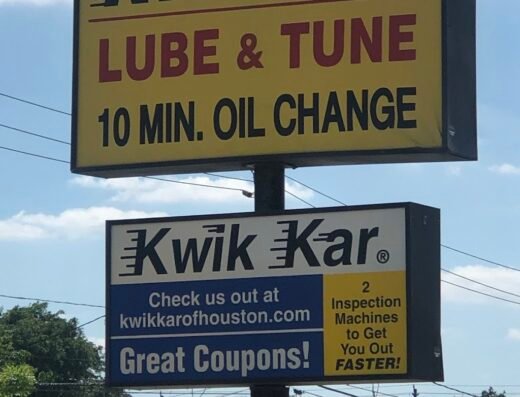 LUBE & TUNE
10 MIN. OIL CHANGE
Kwik Kar®
Check us out at
kwikkarofhouston.com
Great Coupons!
2
Inspection
Machines
to Get
You Out
FASTER!